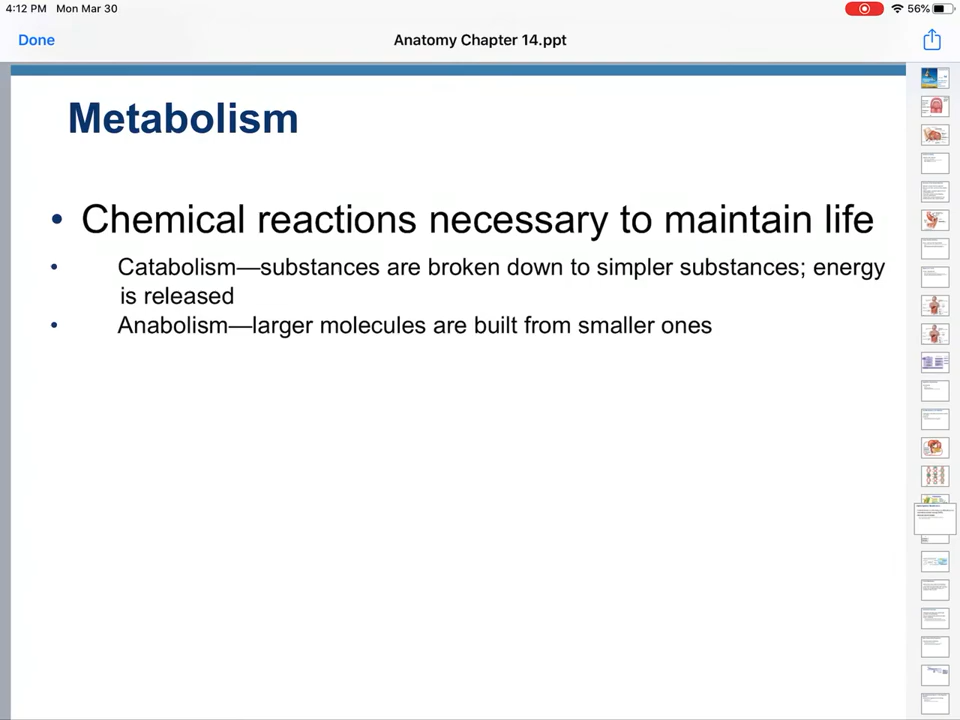 4:12 PM Mon Mar 30
56%
Done
Anatomy Chapter 14.ppt
Metabolism
• Chemical reactions necessary to maintain life
• Catabolism—substances are broken down to simpler substances; energy
is released
• Anabolism—larger molecules are built from smaller ones